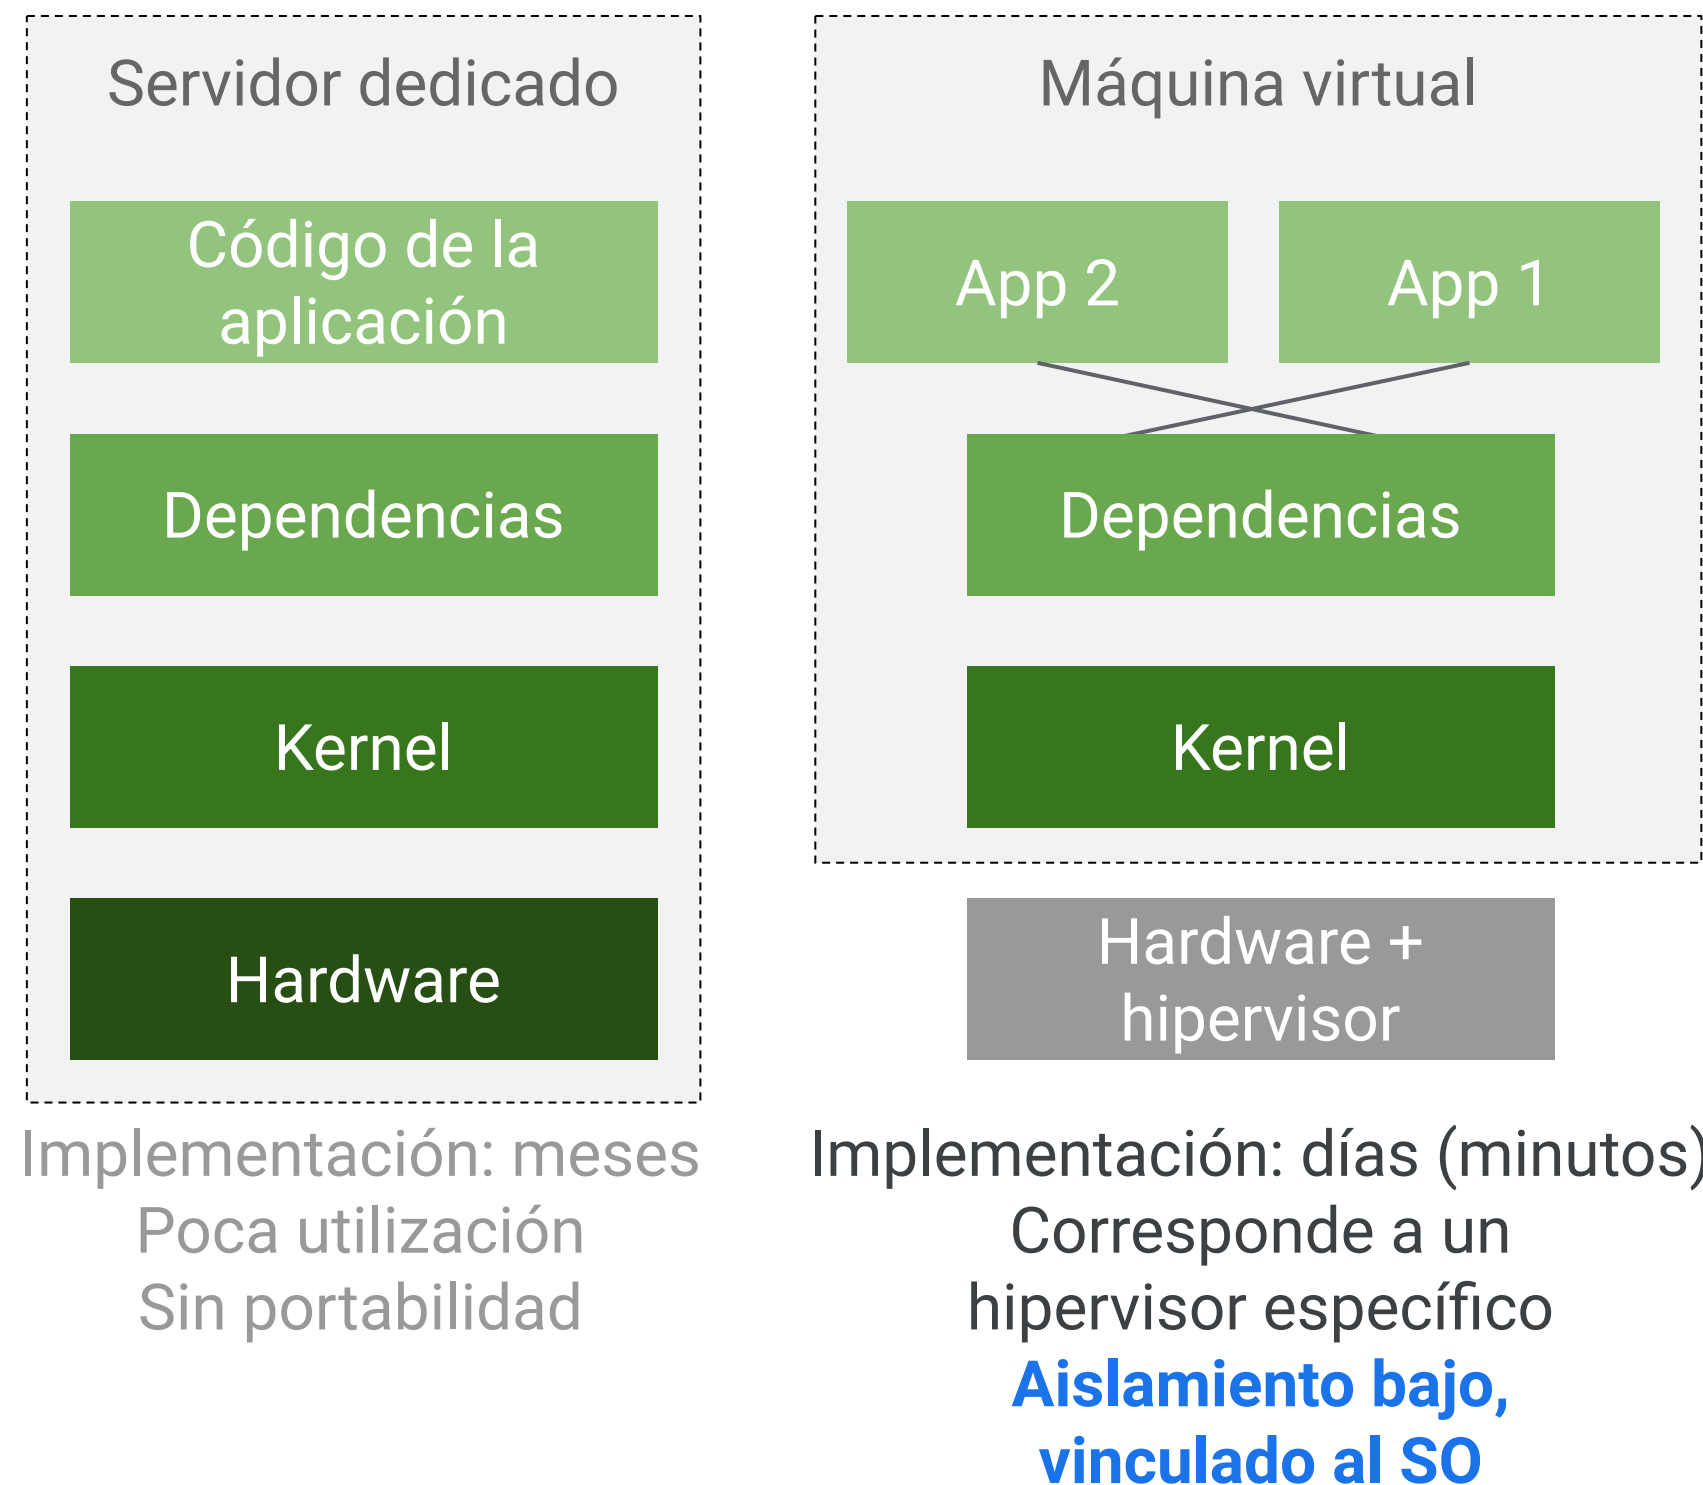 Servidor dedicado
Código de la
aplicación
Dependencias
Kernel
Hardware
Implementación: meses
Poca utilización
Sin portabilidad
Máquina virtual
App 2
App 1
Dependencias
Kernel
Hardware +
hipervisor
Implementación: días (minutos)
Corresponde a un
hipervisor específico
Aislamiento bajo,
vinculado al SO